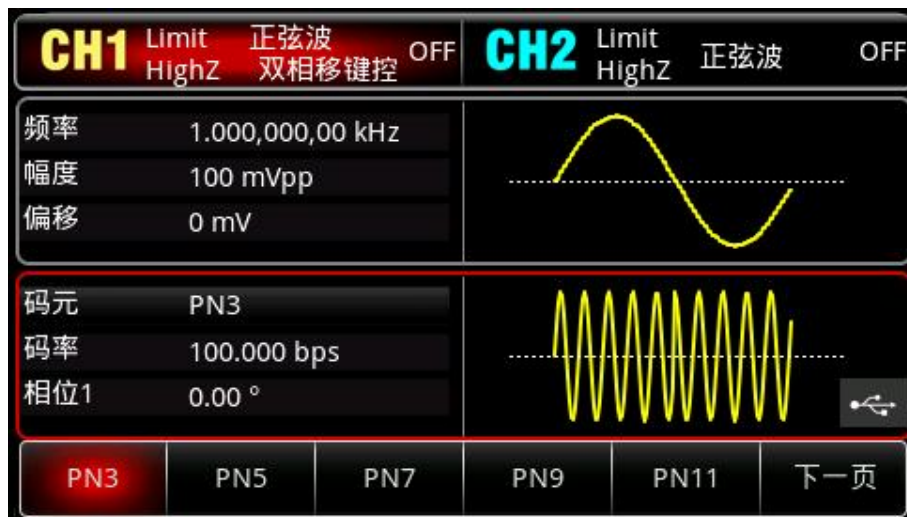 CH1 Limit 正弦波 OFF CH2 Limit 正弦波 OFF
HighZ 双相移键控 HighZ
频率 1.000,000,00 kHz
幅度 100 mVpp
偏移 0 mV
码元 PN3
码率 100.000 bps
相位1 0.00 °
PN3 PN5 PN7 PN9 PN11 下一页